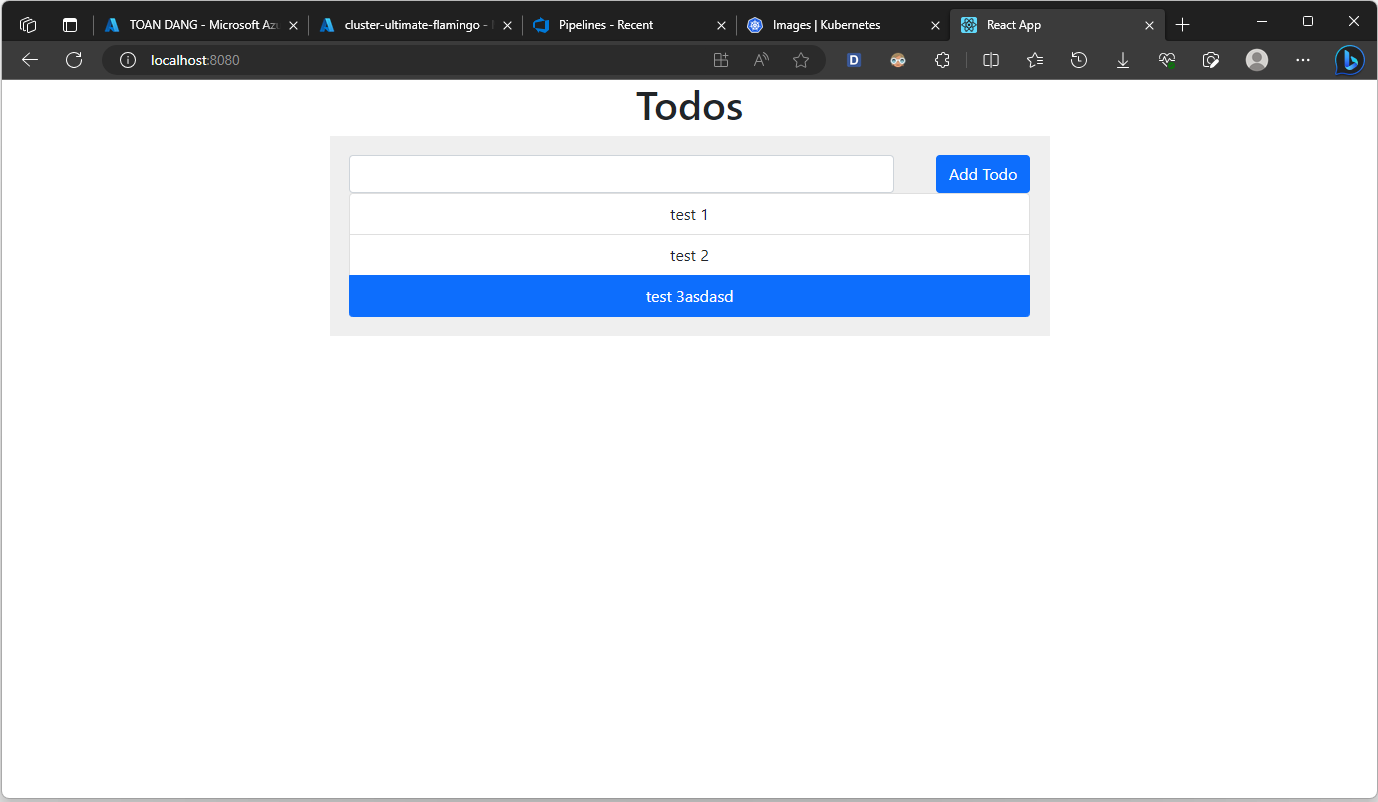 TOAN DANG - Microsoft Az
cluster-ultimate-flamingo -
Pipelines - Recent
Images | Kubernetes
React App
localhost:8080
D
Todos
Add Todo
test 1
test 2
test 3asdasd